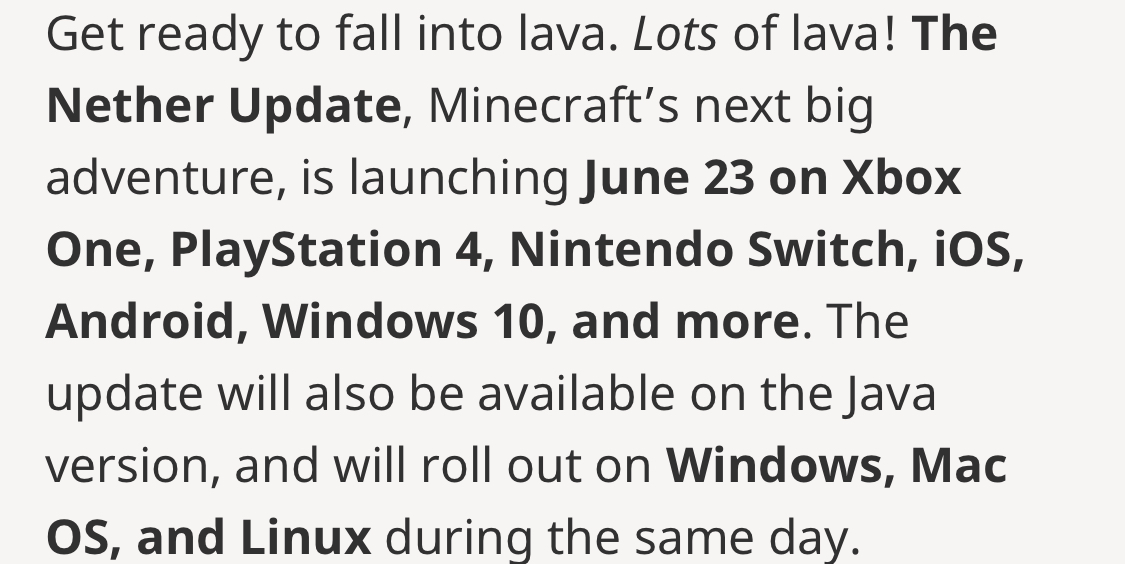 Get ready to fall into lava. Lots of lava! The
Nether Update, Minecraft’s next big
adventure, is launching June 23 on Xbox
One, PlayStation 4, Nintendo Switch, iOS,
Android, Windows 10, and more. The
update will also be available on the Java
version, and will roll out on Windows, Mac
OS, and Linux during the same day.